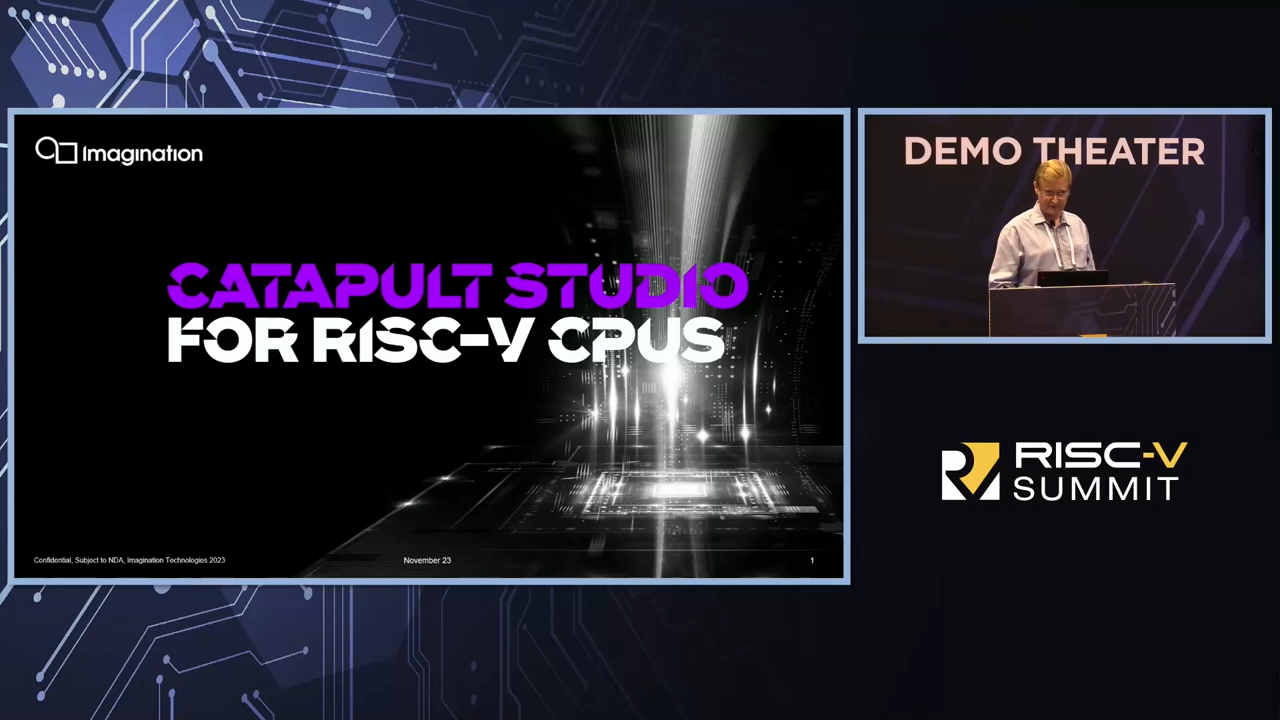 Imagination
CATAPULT STUDIO
FOR RISC-V CPUS
Confidential, Subject to NDA, Imagination Technologies 2023
November 23
1
DEMO THEATER
RISC-V
SUMMIT